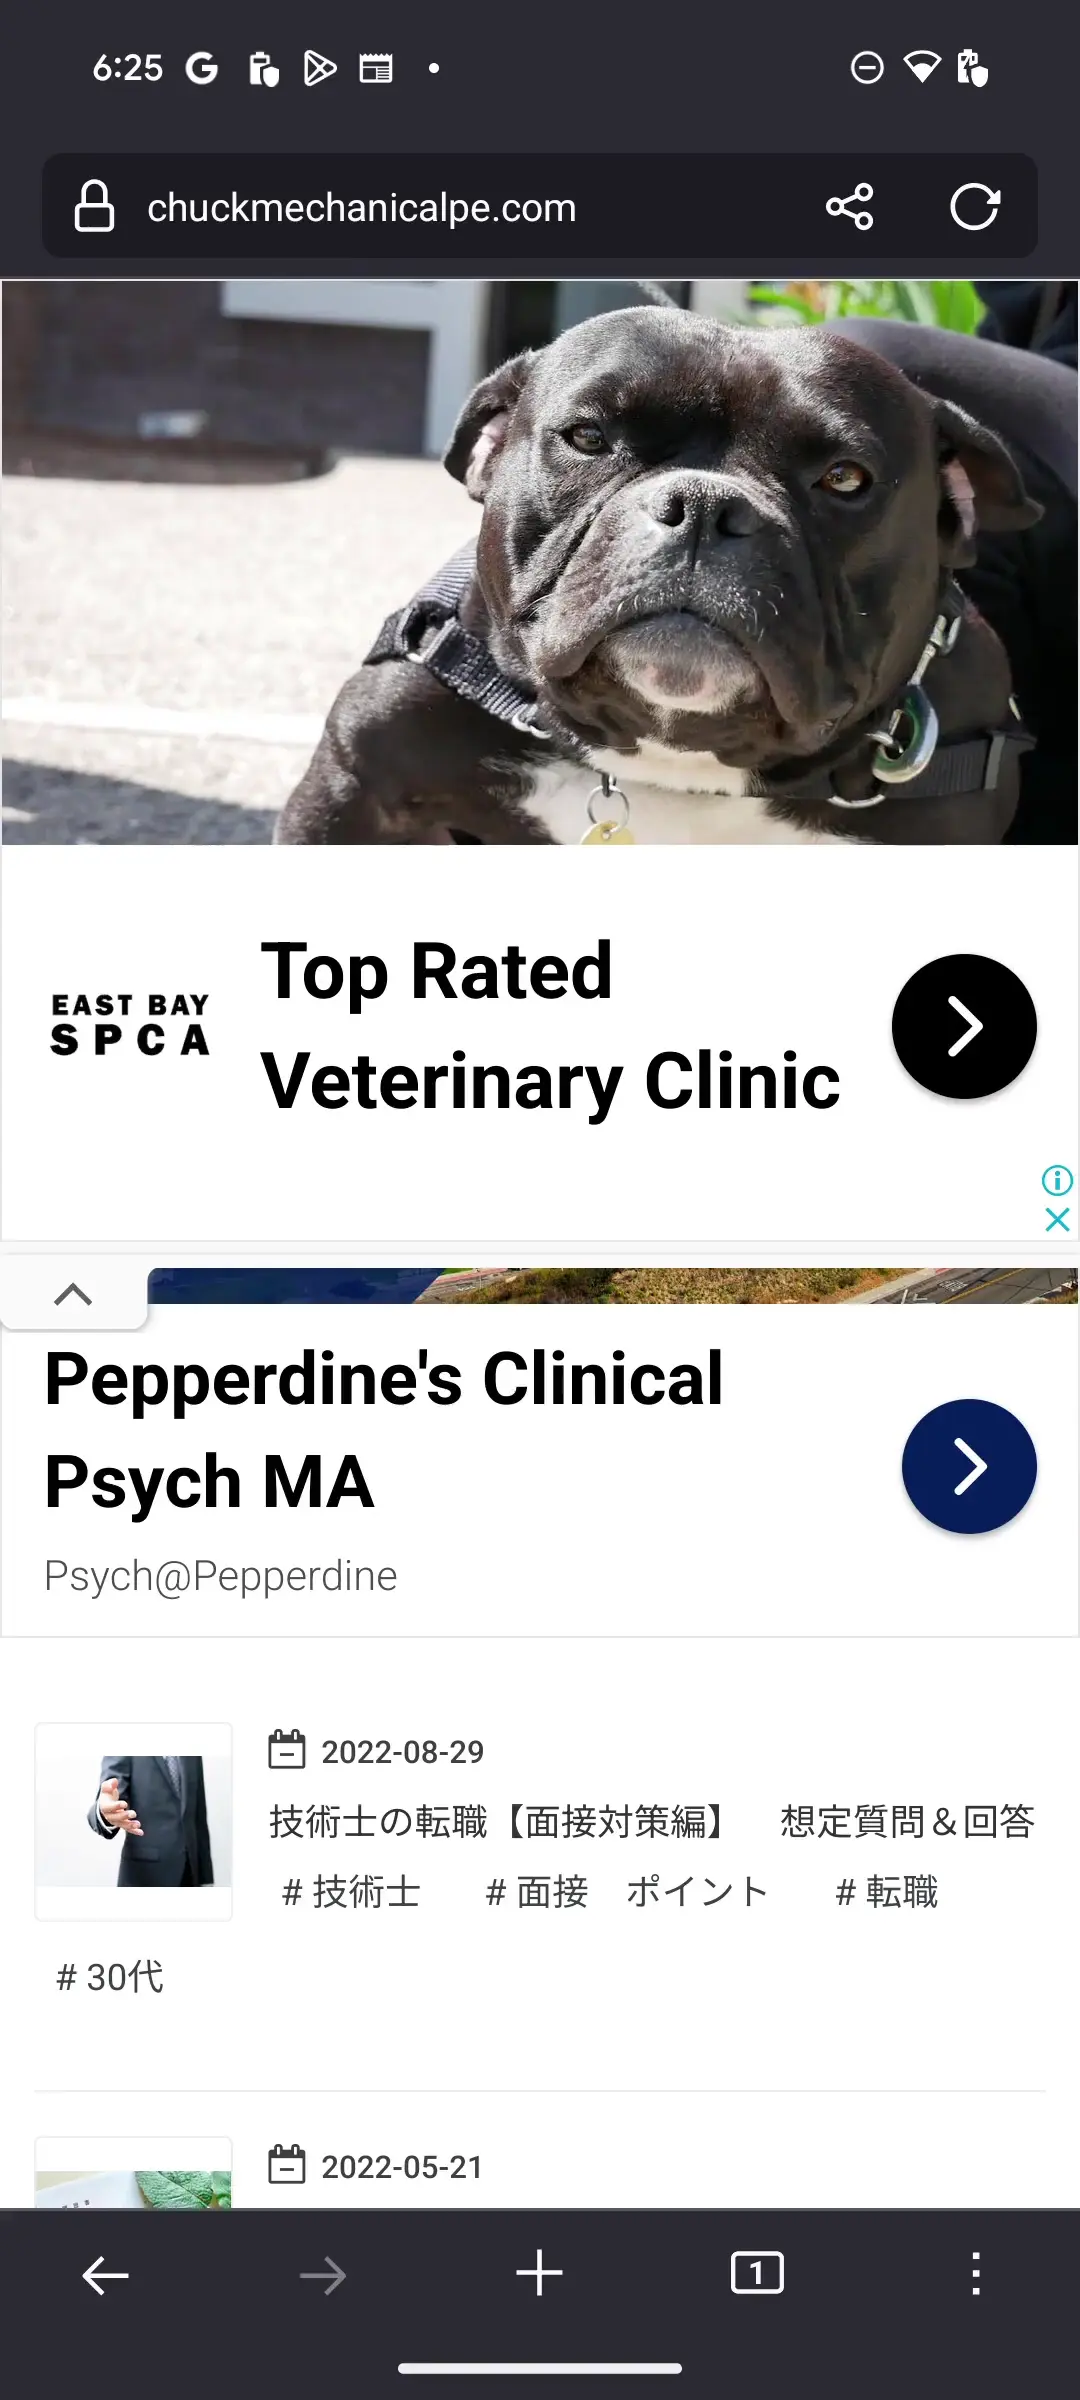 6:25
chuckmechanicalpe.com
EAST BAY
SPCA
Top Rated
Veterinary Clinic
Pepperdine's Clinical
Psych MA
Psych@Pepperdine
2022-08-29
技術士の転職【面接対策編】　想定質問＆回答
# 技術士 # 面接　ポイント # 転職
# 30代
2022-05-21
1